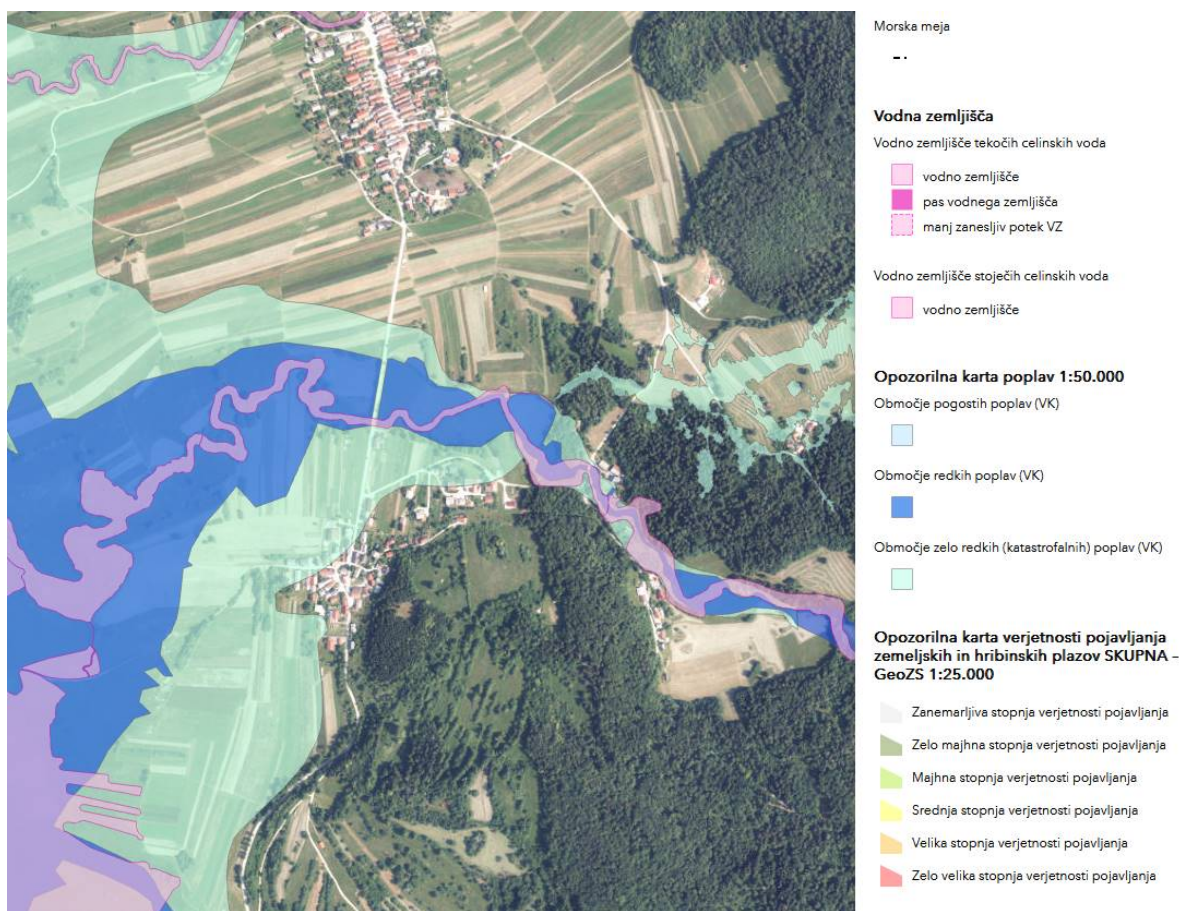 Morska meja
Vodna zemljišča
Vodno zemljišče tekočih celinskih voda
vodno zemljišče
pas vodnega zemljišča
manj zanesljiv potek VZ
Vodno zemljišče stoječih celinskih voda
vodno zemljišče
Opozorilna karta poplav 1:50.000
Območje pogostih poplav (VK)
Območje redkih poplav (VK)
Območje zelo redkih (katastrofalnih) poplav (VK)
Opozorilna karta verjetnosti pojavljanja
zemeljskih in hribinskih plazov SKUPNA –
GeoZS 1:25.000
Zanemarljiva stopnja verjetnosti pojavljanja
Zelo majhna stopnja verjetnosti pojavljanja
Majhna stopnja verjetnosti pojavljanja
Srednja stopnja verjetnosti pojavljanja
Velika stopnja verjetnosti pojavljanja
Zelo velika stopnja verjetnosti pojavljanja